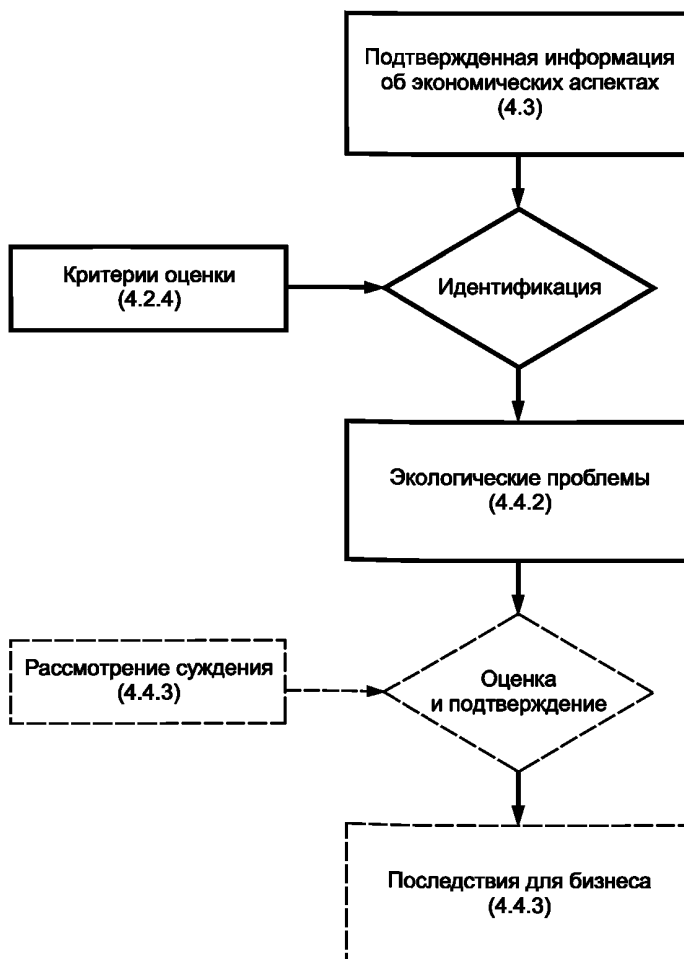 Подтвержденная информация
об экономических аспектах
(4.3)
Критерии оценки
(4.2.4)
Идентификация
Экологические проблемы
(4.4.2)
Рассмотрение суждения
(4.4.3)
Оценка
и подтверждение
Последствия для бизнеса
(4.4.3)